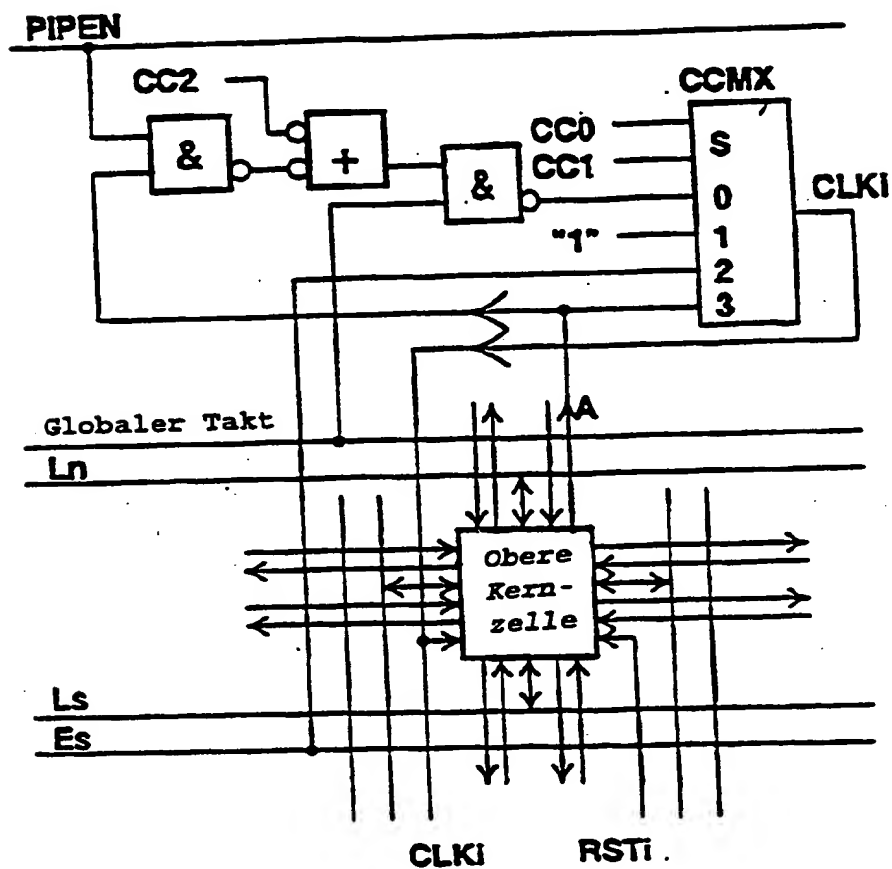 PIPEN
CC2
CCMX
&
+
&
CC0
CC1
"1"
S
0
1
2
3
CLKi
A
Globaler Takt
Ln
Obere
Kern-
zelle
Ls
Es
CLKi
RSTi